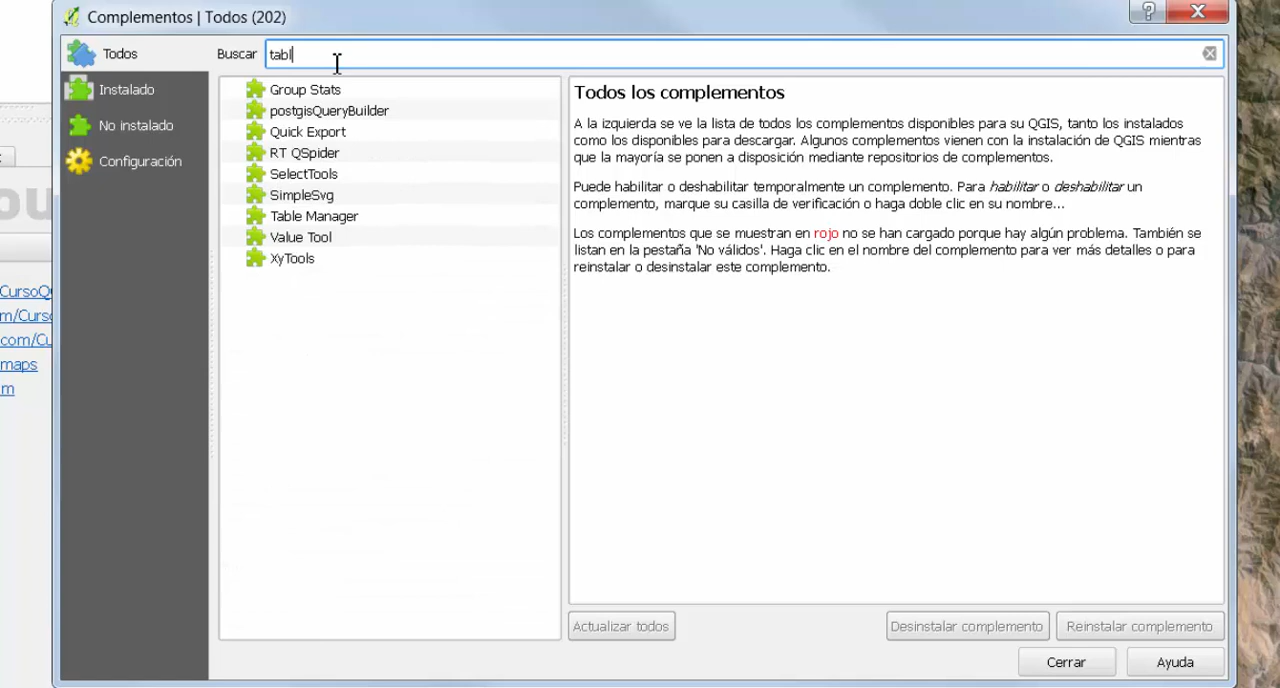 Complementos | Todos (202)
Todos
Buscar
tabl
Instalado
No instalado
Configuración
Group Stats
postgisQueryBuilder
Quick Export
RT QSpider
SelectTools
SimpleSvg
Table Manager
Value Tool
XyTools
Todos los complementos
A la izquierda se ve la lista de todos los complementos disponibles para su QGIS, tanto los instalados
como los disponibles para descargar. Algunos complementos vienen con la instalación de QGIS mientras
que la mayoría se ponen a disposición mediante repositorios de complementos.
Puede habilitar o deshabilitar temporalmente un complemento. Para habilitar o deshabilitar un
complemento, marque su casilla de verificación o haga doble clic en su nombre...
Los complementos que se muestran en rojo no se han cargado porque hay algún problema. También se
listan en la pestaña 'No válidos'. Haga clic en el nombre del complemento para ver más detalles o para
reinstalar o desinstalar este complemento.
Actualizar todos
Desinstalar complemento
Reinstalar complemento
Cerrar
Ayuda
ou
/CursoQ
m/Curso
.com/Cu
maps
m